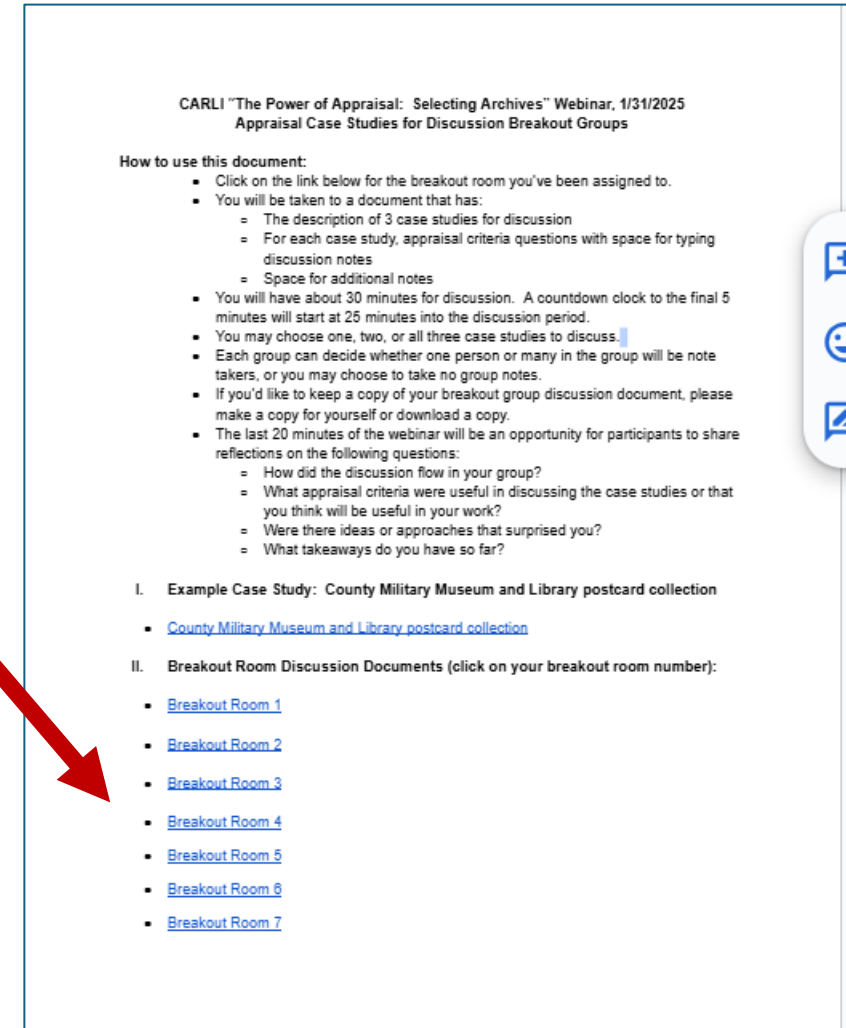 CARLI "The Power of Appraisal: Selecting Archives" Webinar, 1/31/2025
Appraisal Case Studies for Discussion Breakout Groups
How to use this document:
Click on the link below for the breakout room you've been assigned to.
You will be taken to a document that has:
The description of 3 case studies for discussion
For each case study, appraisal criteria questions with space for typing
discussion notes
Space for additional notes
You will have about 30 minutes for discussion. A countdown clock to the final 5
minutes will start at 25 minutes into the discussion period.
You may choose one, two, or all three case studies to discuss.
Each group can decide whether one person or many in the group will be note
takers, or you may choose to take no group notes.
If you'd like to keep a copy of your breakout group discussion document, please
make a copy for yourself or download a copy.
The last 20 minutes of the webinar will be an opportunity for participants to share
reflections on the following questions:
How did the discussion flow in your group?
What appraisal criteria were useful in discussing the case studies or that
you think will be useful in your work?
Were there ideas or approaches that surprised you?
What takeaways do you have so far?
I. Example Case Study: County Military Museum and Library postcard collection
County Military Museum and Library postcard collection
II. Breakout Room Discussion Documents (click on your breakout room number):
Breakout Room 1
Breakout Room 2
Breakout Room 3
Breakout Room 4
Breakout Room 5
Breakout Room 6
Breakout Room 7